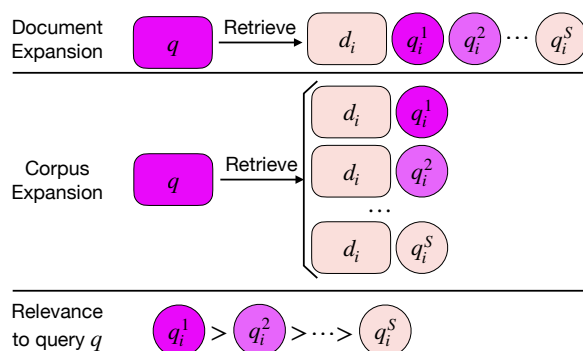 Document Expansion q Retrieve d_i q_i^1 q_i^2 ⋯ q_i^S
Corpus Expansion q Retrieve
d_i q_i^1
d_i q_i^2
⋯
d_i q_i^S
Relevance to query q q_i^1 > q_i^2 > ⋯ > q_i^S